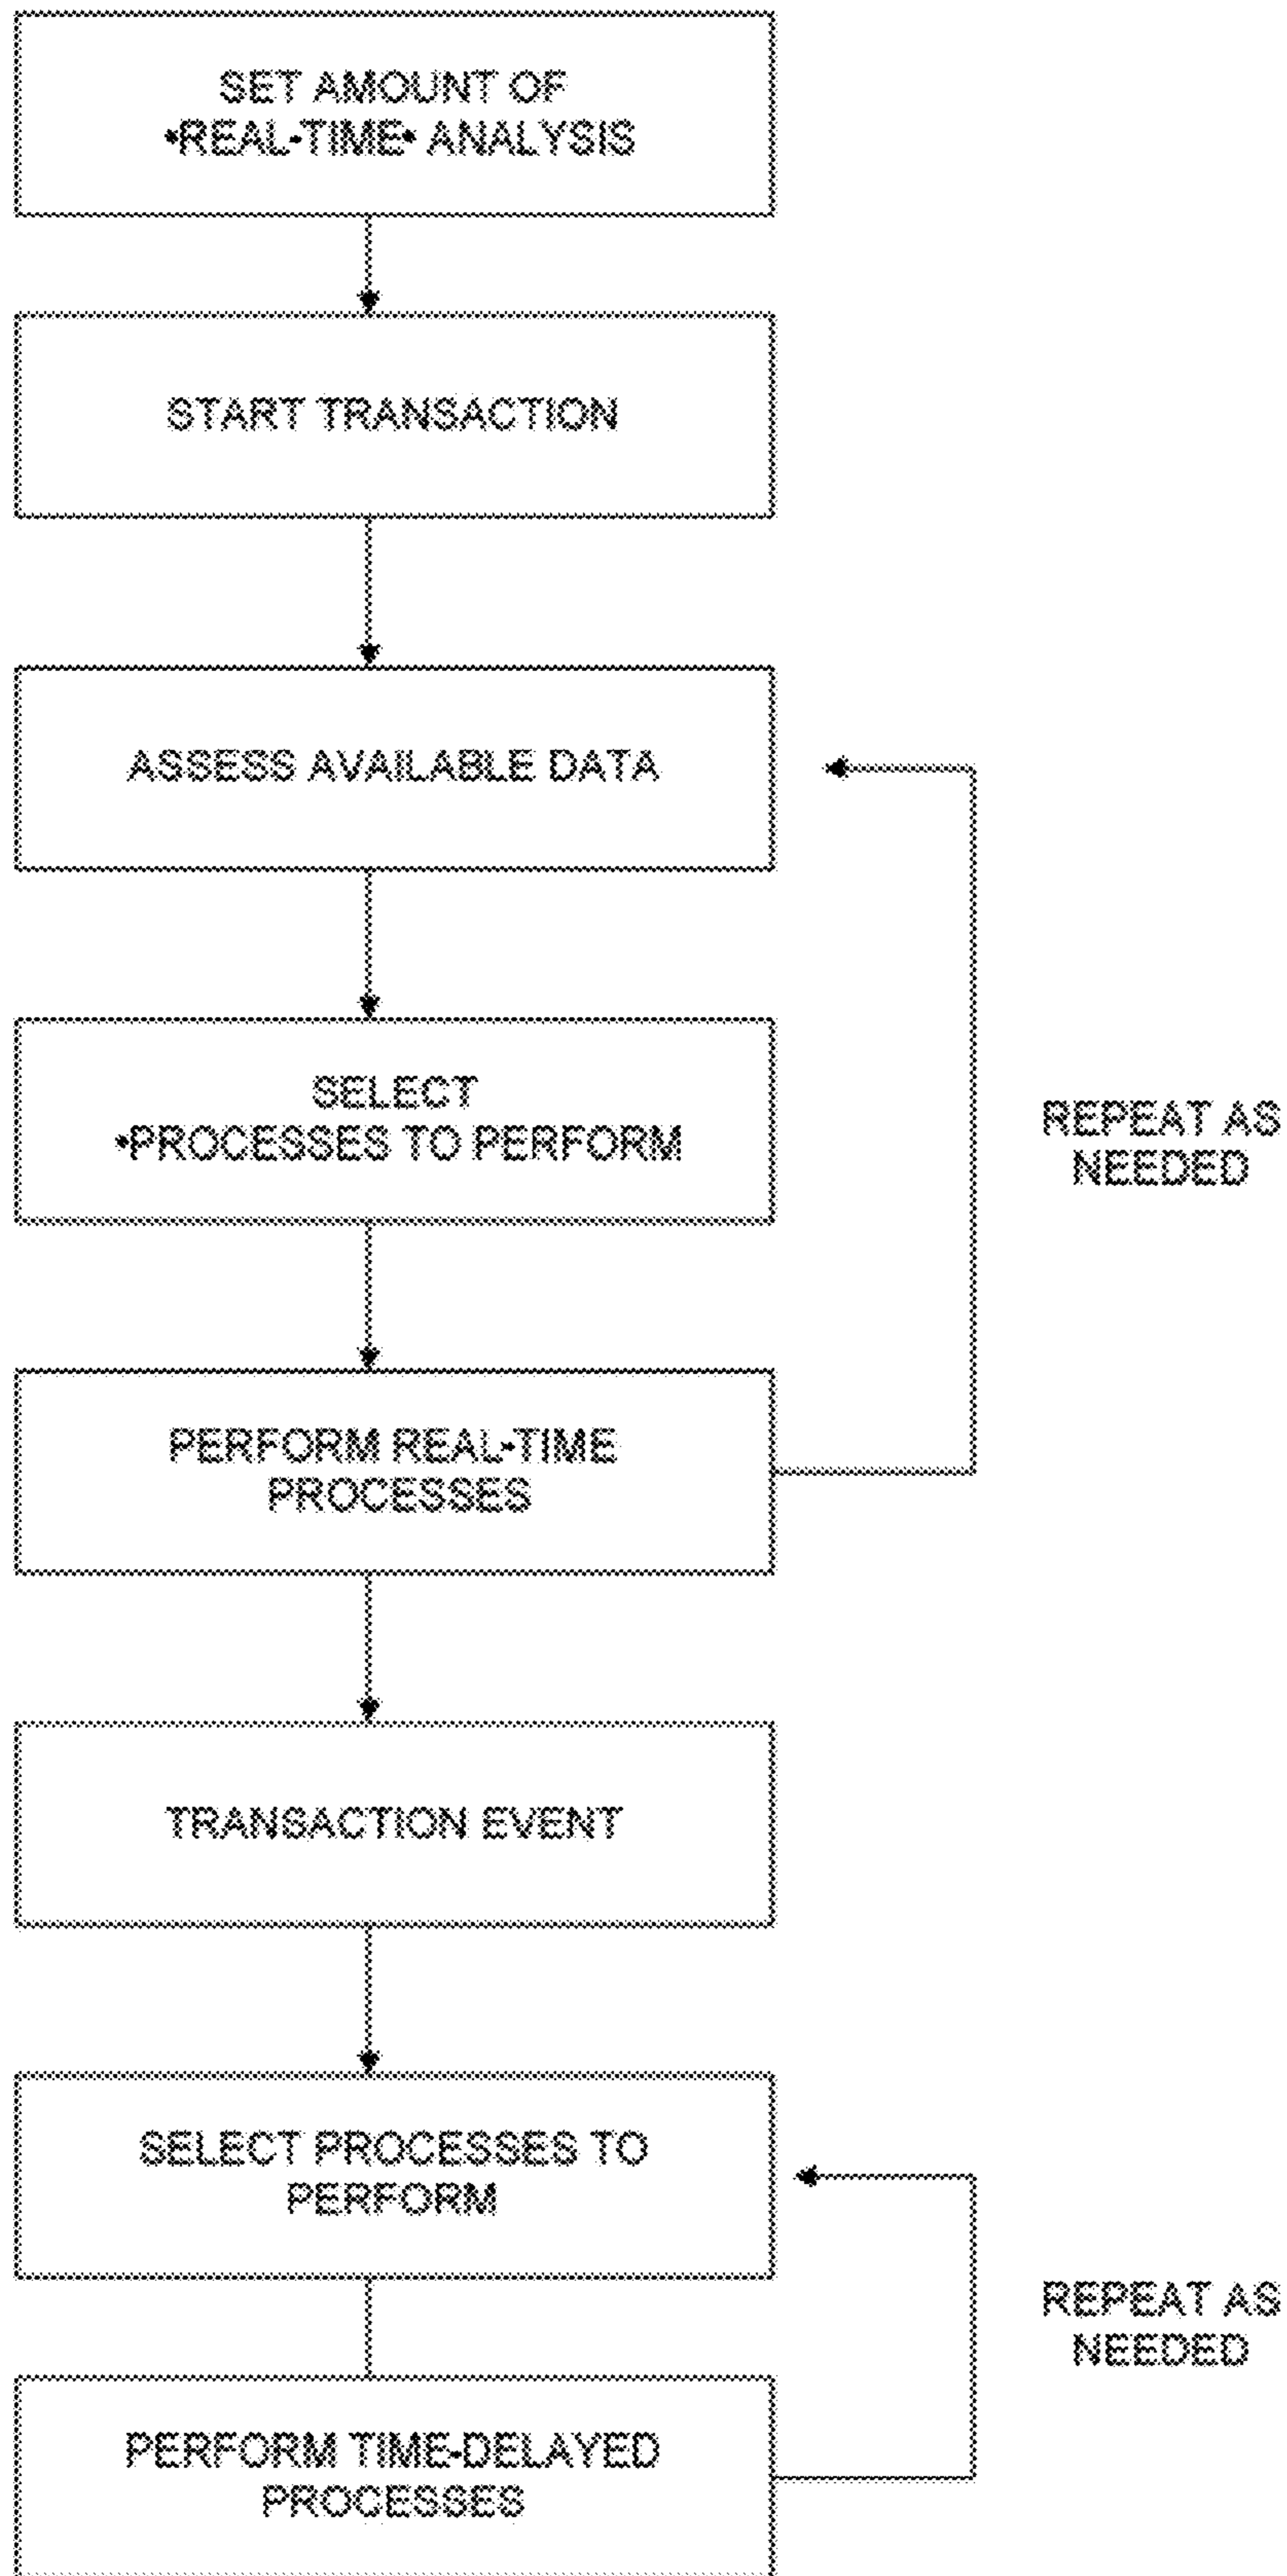 SET AMOUNT OF
•REAL-TIME• ANALYSIS
START TRANSACTION
ASSESS AVAILABLE DATA
SELECT
•PROCESSES TO PERFORM
REPEAT AS
NEEDED
PERFORM REAL-TIME
PROCESSES
TRANSACTION EVENT
SELECT PROCESSES TO
PERFORM
REPEAT AS
NEEDED
PERFORM TIME-DELAYED
PROCESSES